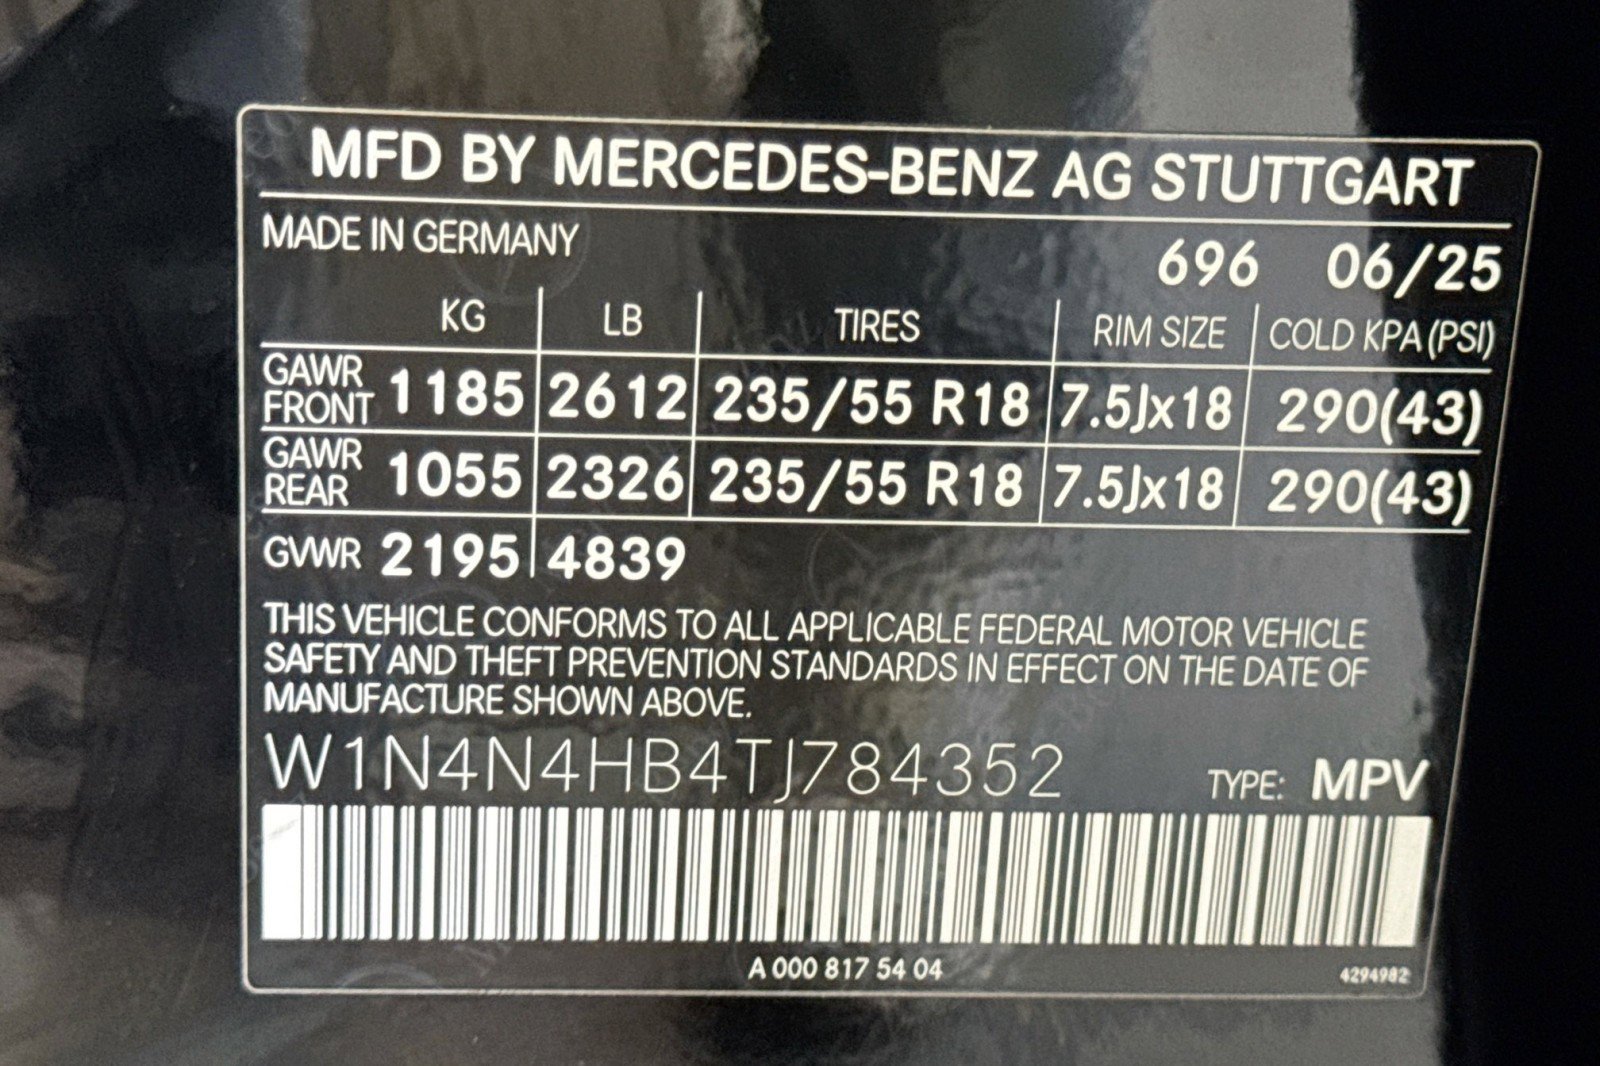 MFD BY MERCEDES-BENZ AG STUTTGART
MADE IN GERMANY 696 06/25
KG LB TIRES RIM SIZE COLD KPA (PSI)
GAWR FRONT 1185 2612 235/55 R18 7.5Jx18 290(43)
GAWR REAR 1055 2326 235/55 R18 7.5Jx18 290(43)
GVWR 2195 4839
THIS VEHICLE CONFORMS TO ALL APPLICABLE FEDERAL MOTOR VEHICLE
SAFETY AND THEFT PREVENTION STANDARDS IN EFFECT ON THE DATE OF
MANUFACTURE SHOWN ABOVE.
W1N4N4HB4TJ784352 TYPE: MPV
A 000 817 54 04 4294982